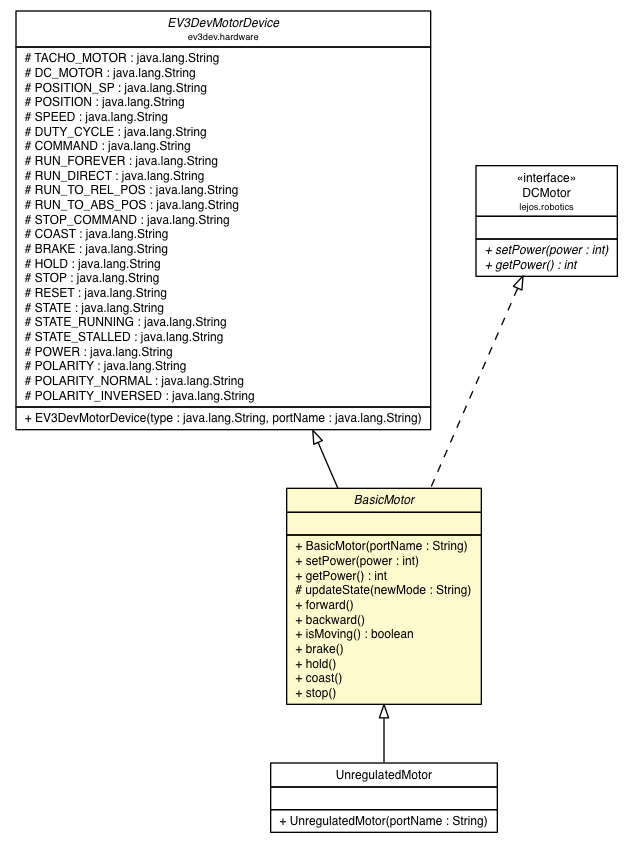 EV3DevMotorDevice
ev3dev.hardware
# TACHO_MOTOR : java.lang.String
# DC_MOTOR : java.lang.String
# POSITION_SP : java.lang.String
# POSITION : java.lang.String
# SPEED : java.lang.String
# DUTY_CYCLE : java.lang.String
# COMMAND : java.lang.String
# RUN_FOREVER : java.lang.String
# RUN_DIRECT : java.lang.String
# RUN_TO_REL_POS : java.lang.String
# RUN_TO_ABS_POS : java.lang.String
# STOP_COMMAND : java.lang.String
# COAST : java.lang.String
# BRAKE : java.lang.String
# HOLD : java.lang.String
# STOP : java.lang.String
# RESET : java.lang.String
# STATE : java.lang.String
# STATE_RUNNING : java.lang.String
# STATE_STALLED : java.lang.String
# POWER : java.lang.String
# POLARITY : java.lang.String
# POLARITY_NORMAL : java.lang.String
# POLARITY_INVERSED : java.lang.String
+ EV3DevMotorDevice(type : java.lang.String, portName : java.lang.String)
«interface»
DCMotor
lejos.robotics
+ setPower(power : int)
+ getPower() : int
BasicMotor
+ BasicMotor(portName : String)
+ setPower(power : int)
+ getPower() : int
# updateState(newMode : String)
+ forward()
+ backward()
+ isMoving() : boolean
+ brake()
+ hold()
+ coast()
+ stop()
UnregulatedMotor
+ UnregulatedMotor(portName : String)